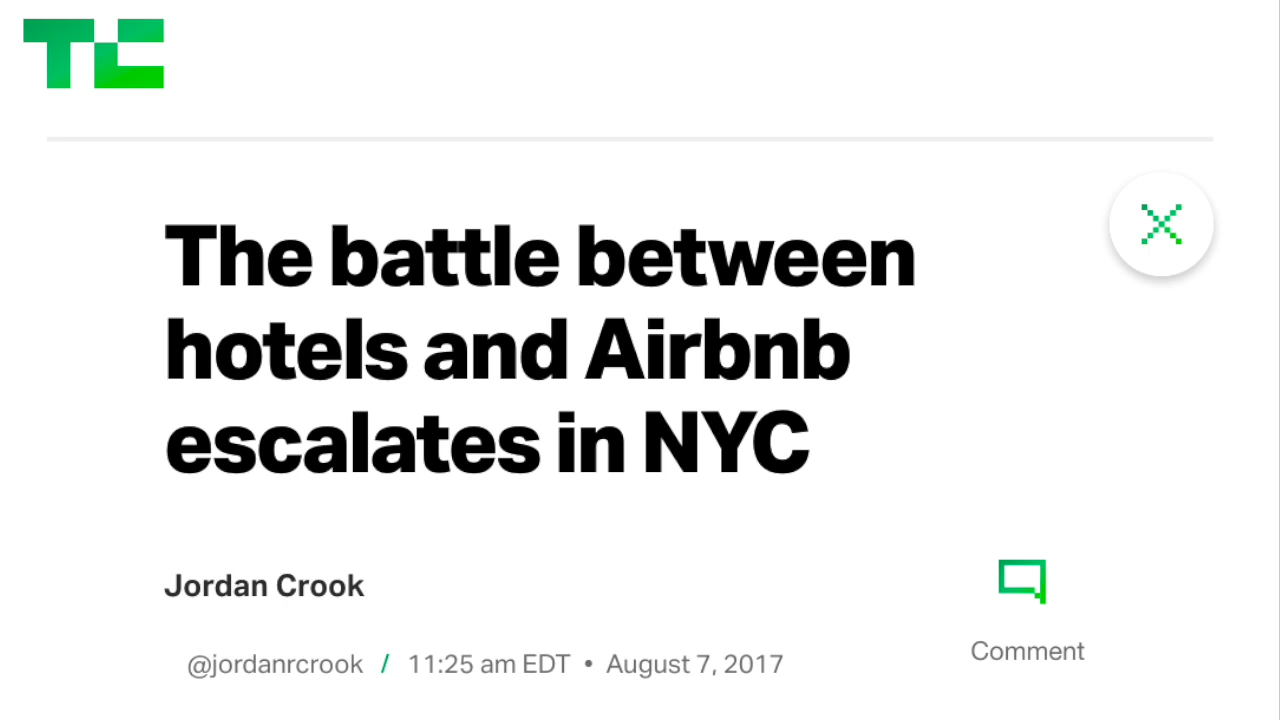 TC
The battle between
hotels and Airbnb
escalates in NYC
Jordan Crook
Comment
@jordanrcrook / 11:25 am EDT • August 7, 2017